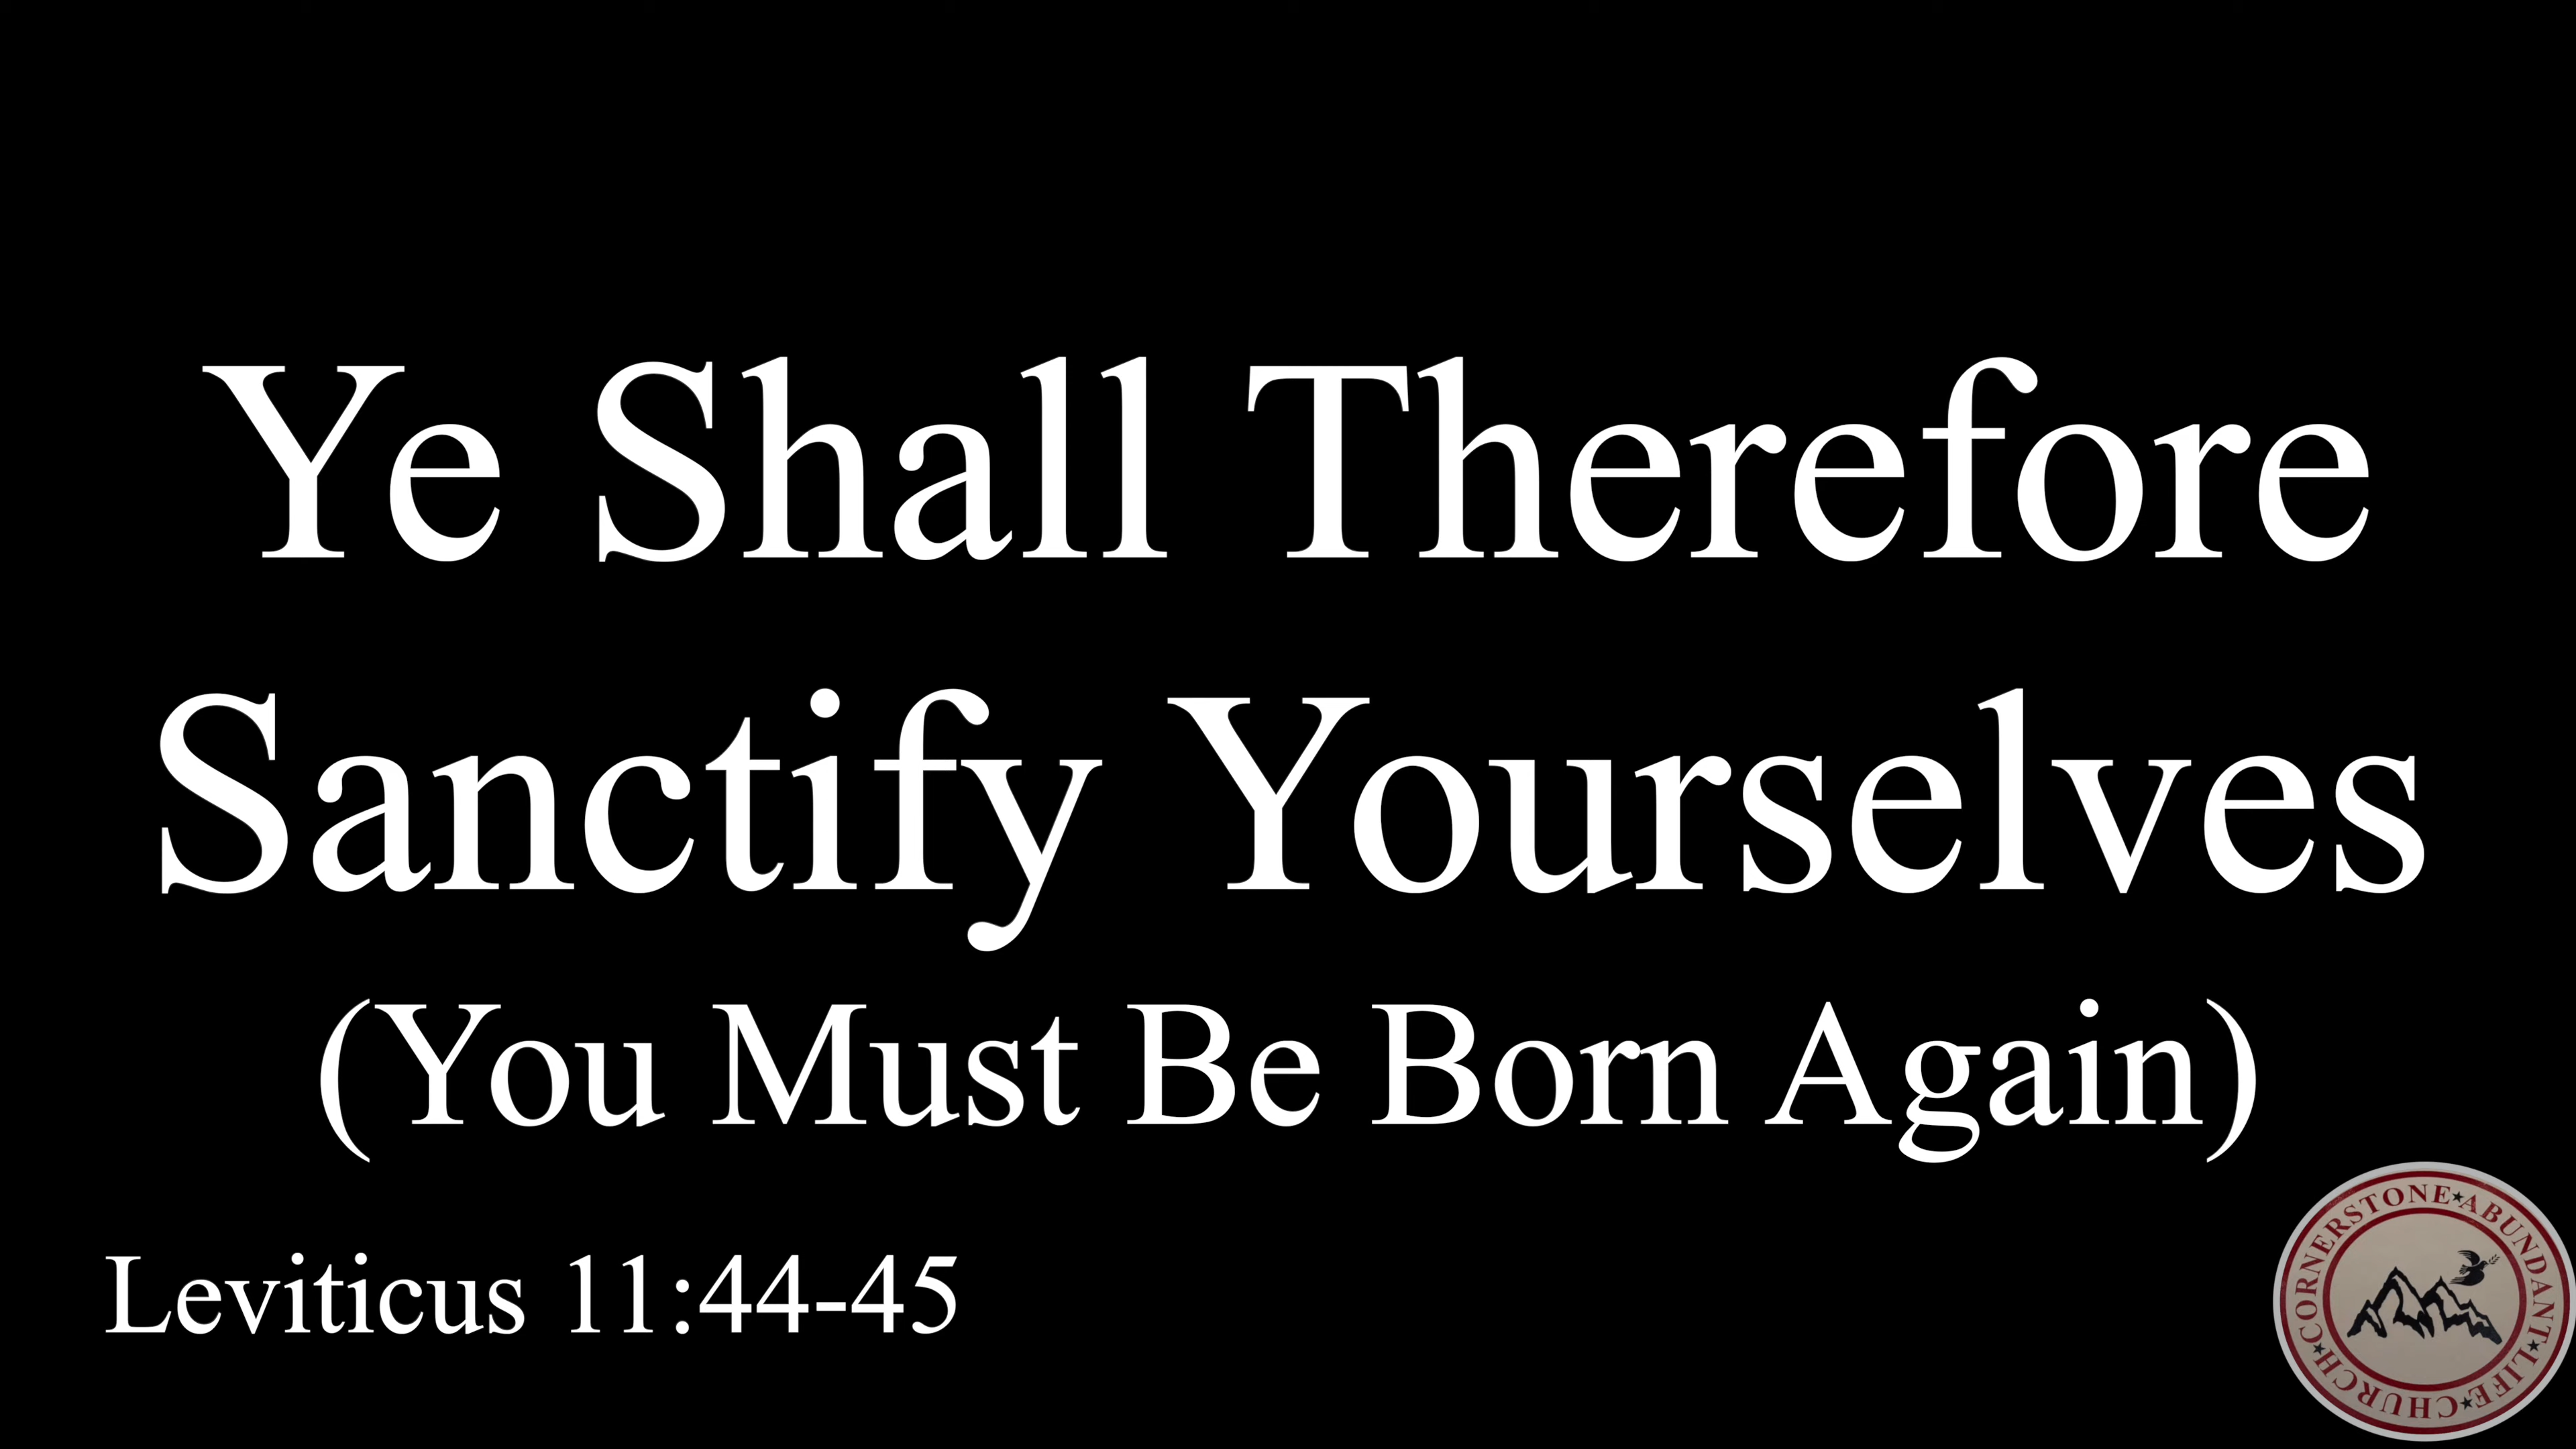 Ye Shall Therefore
Sanctify Yourselves
(You Must Be Born Again)
Leviticus 11:44-45
CORNERSTONE★ABUNDANT★LIFE★CHURCH★